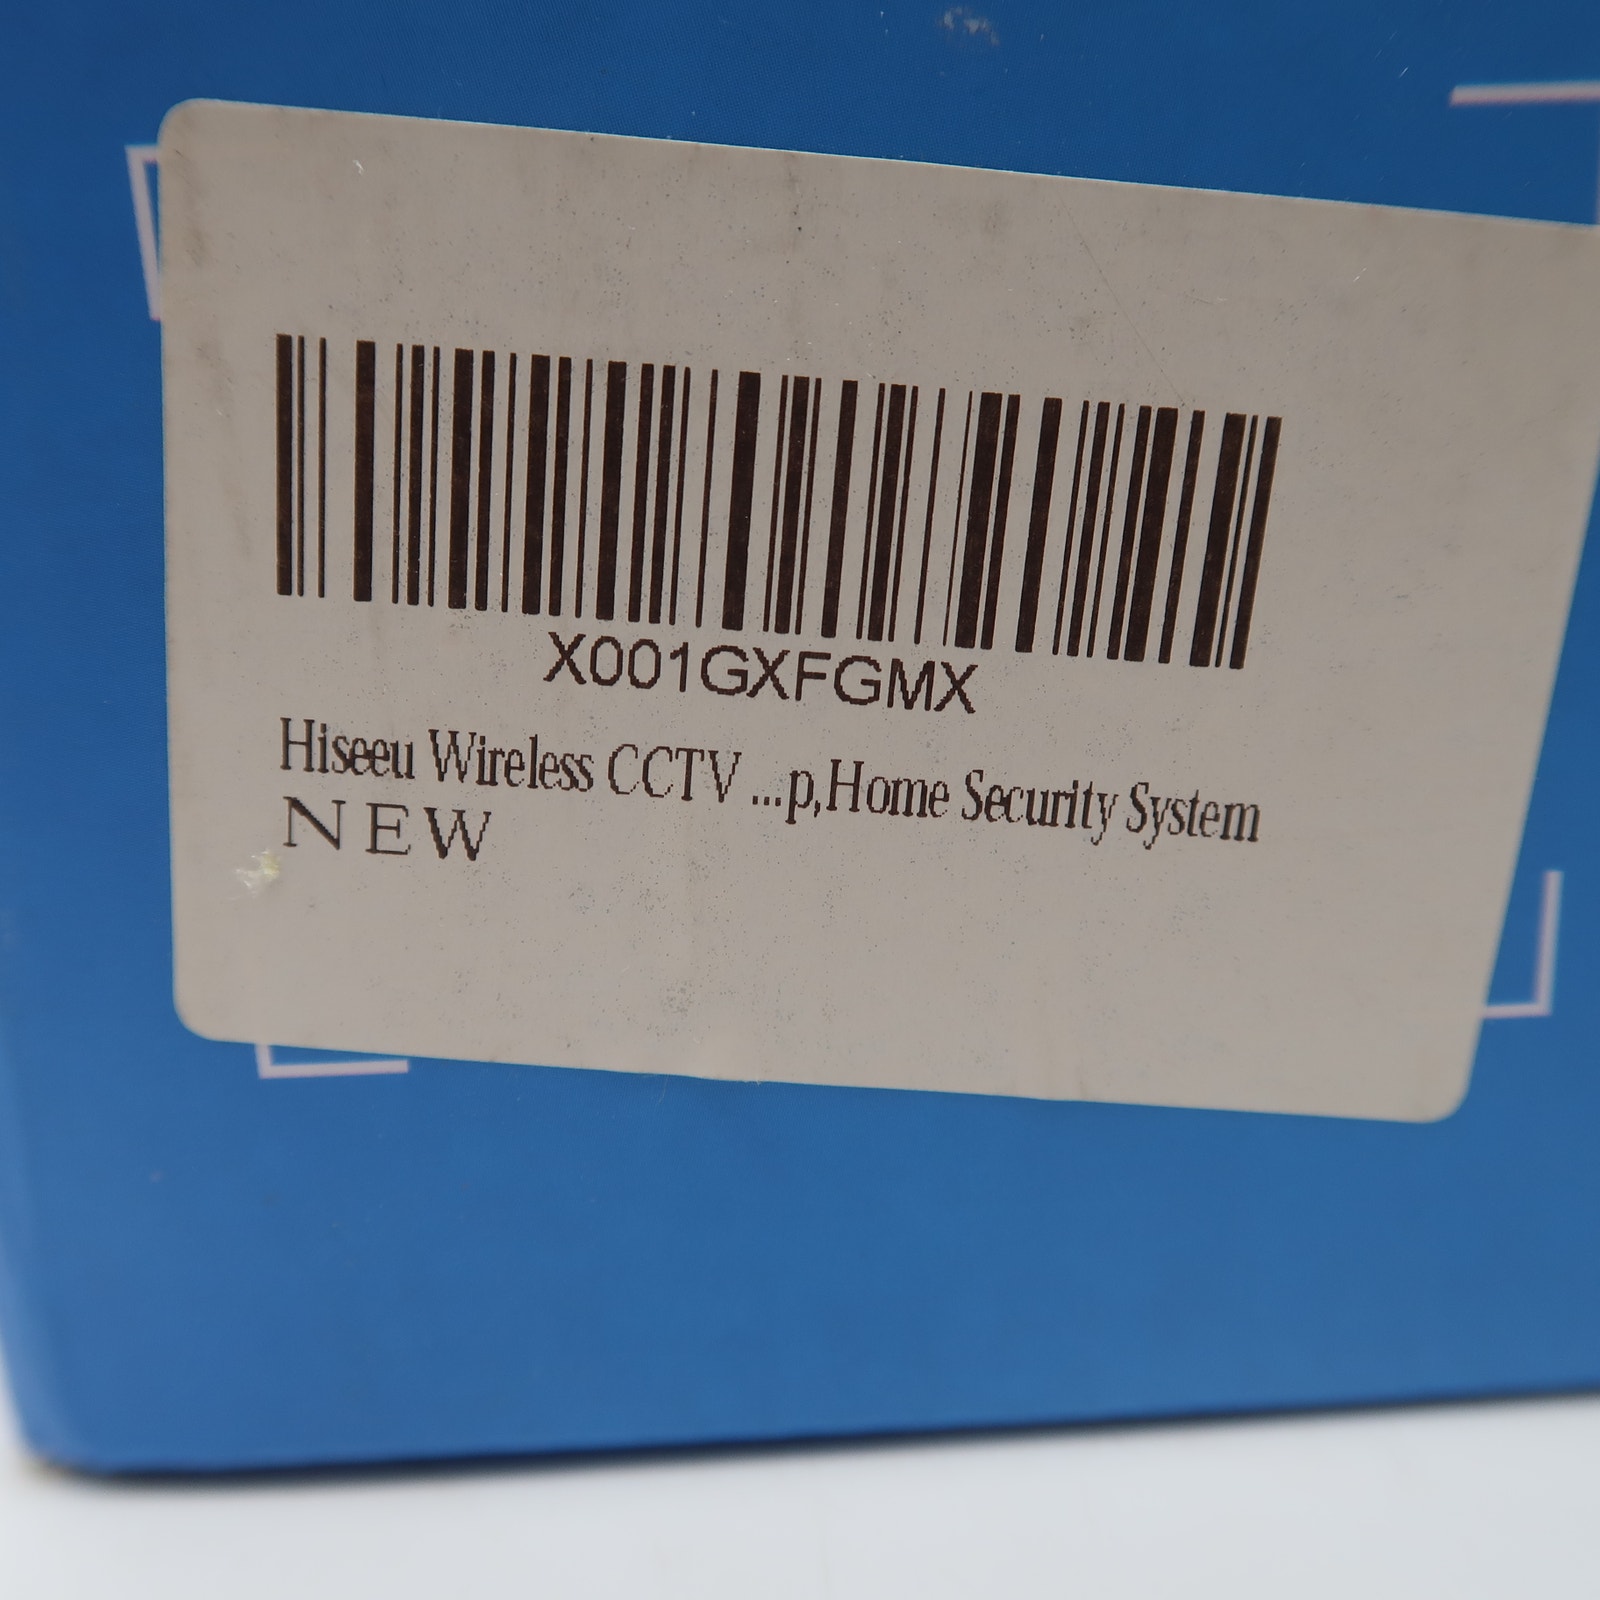 X001GXFGMX
Hiseeu Wireless CCTV ...p,Home Security System
NEW